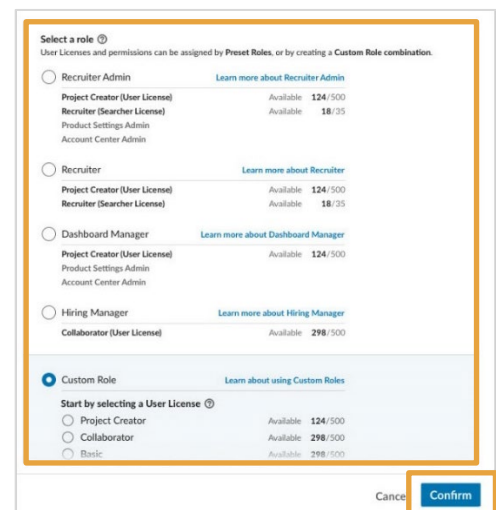 Select a role ?
User Licenses and permissions can be assigned by Preset Roles, or by creating a Custom Role combination.
Recruiter Admin Learn more about Recruiter Admin
Project Creator (User License) Available 124/500
Recruiter (Searcher License) Available 18/35
Product Settings Admin
Account Center Admin
Recruiter Learn more about Recruiter
Project Creator (User License) Available 124/500
Recruiter (Searcher License) Available 18/35
Dashboard Manager Learn more about Dashboard Manager
Project Creator (User License) Available 124/500
Product Settings Admin
Account Center Admin
Hiring Manager Learn more about Hiring Manager
Collaborator (User License) Available 298/500
Custom Role Learn about using Custom Roles
Start by selecting a User License ?
Project Creator Available 124/500
Collaborator Available 298/500
Basic Available 298/500
Cance Confirm